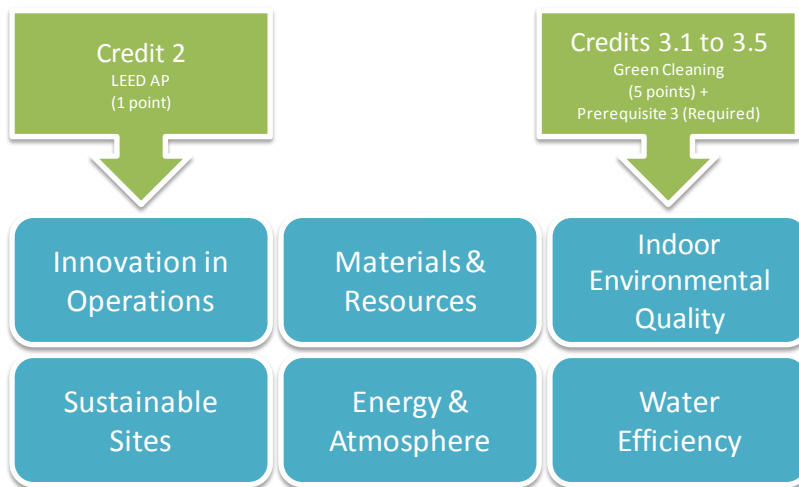 Credit 2
LEED AP
(1 point)
Credits 3.1 to 3.5
Green Cleaning
(5 points) +
Prerequisite 3 (Required)
Innovation in
Operations
Materials &
Resources
Indoor
Environmental
Quality
Sustainable
Sites
Energy &
Atmosphere
Water
Efficiency